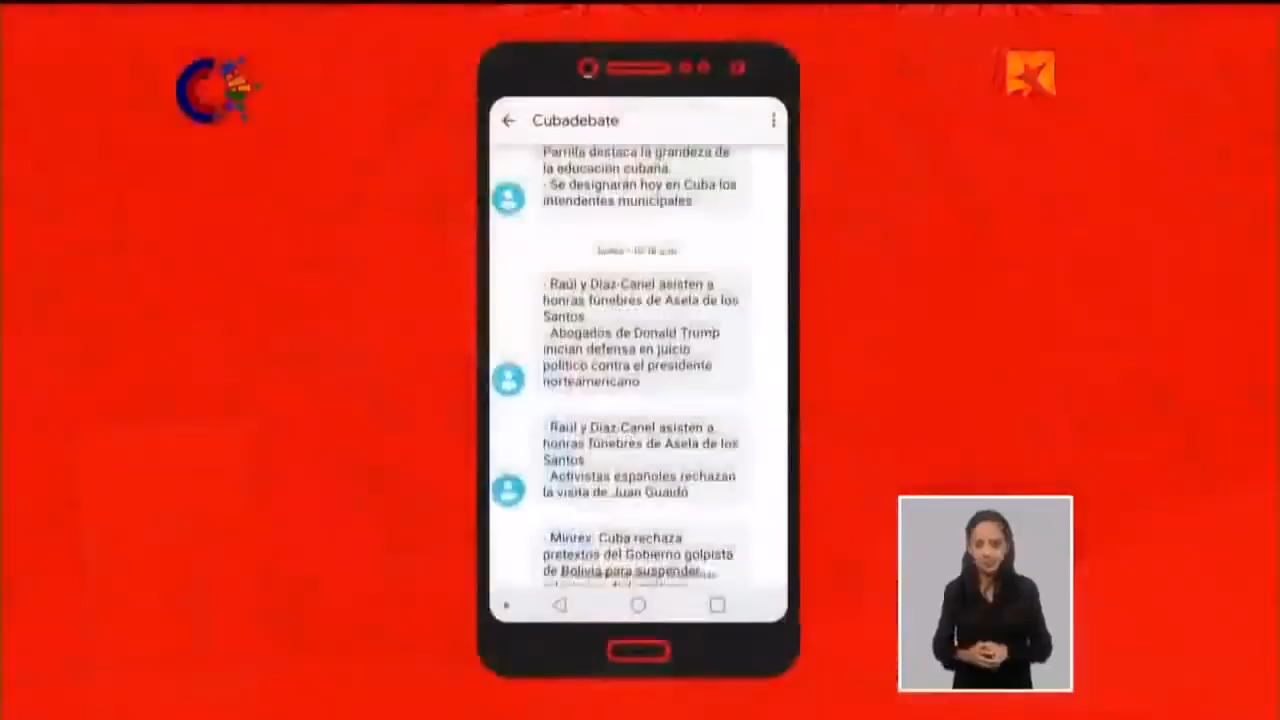 Cubadebate
Parrilla destaca la grandeza de
la educación cubana.
- Se designarán hoy en Cuba los
intendentes municipales
- Raúl y Díaz-Canel asisten a
honras fúnebres de Asela de los
Santos
- Abogados de Donald Trump
inician defensa en juicio
político contra el presidente
norteamericano
- Raúl y Díaz-Canel asisten a
honras fúnebres de Asela de los
Santos
- Activistas españoles rechazan
la visita de Juan Guaidó
- Minrex: Cuba rechaza
pretextos del Gobierno golpista
de Bolivia para suspender